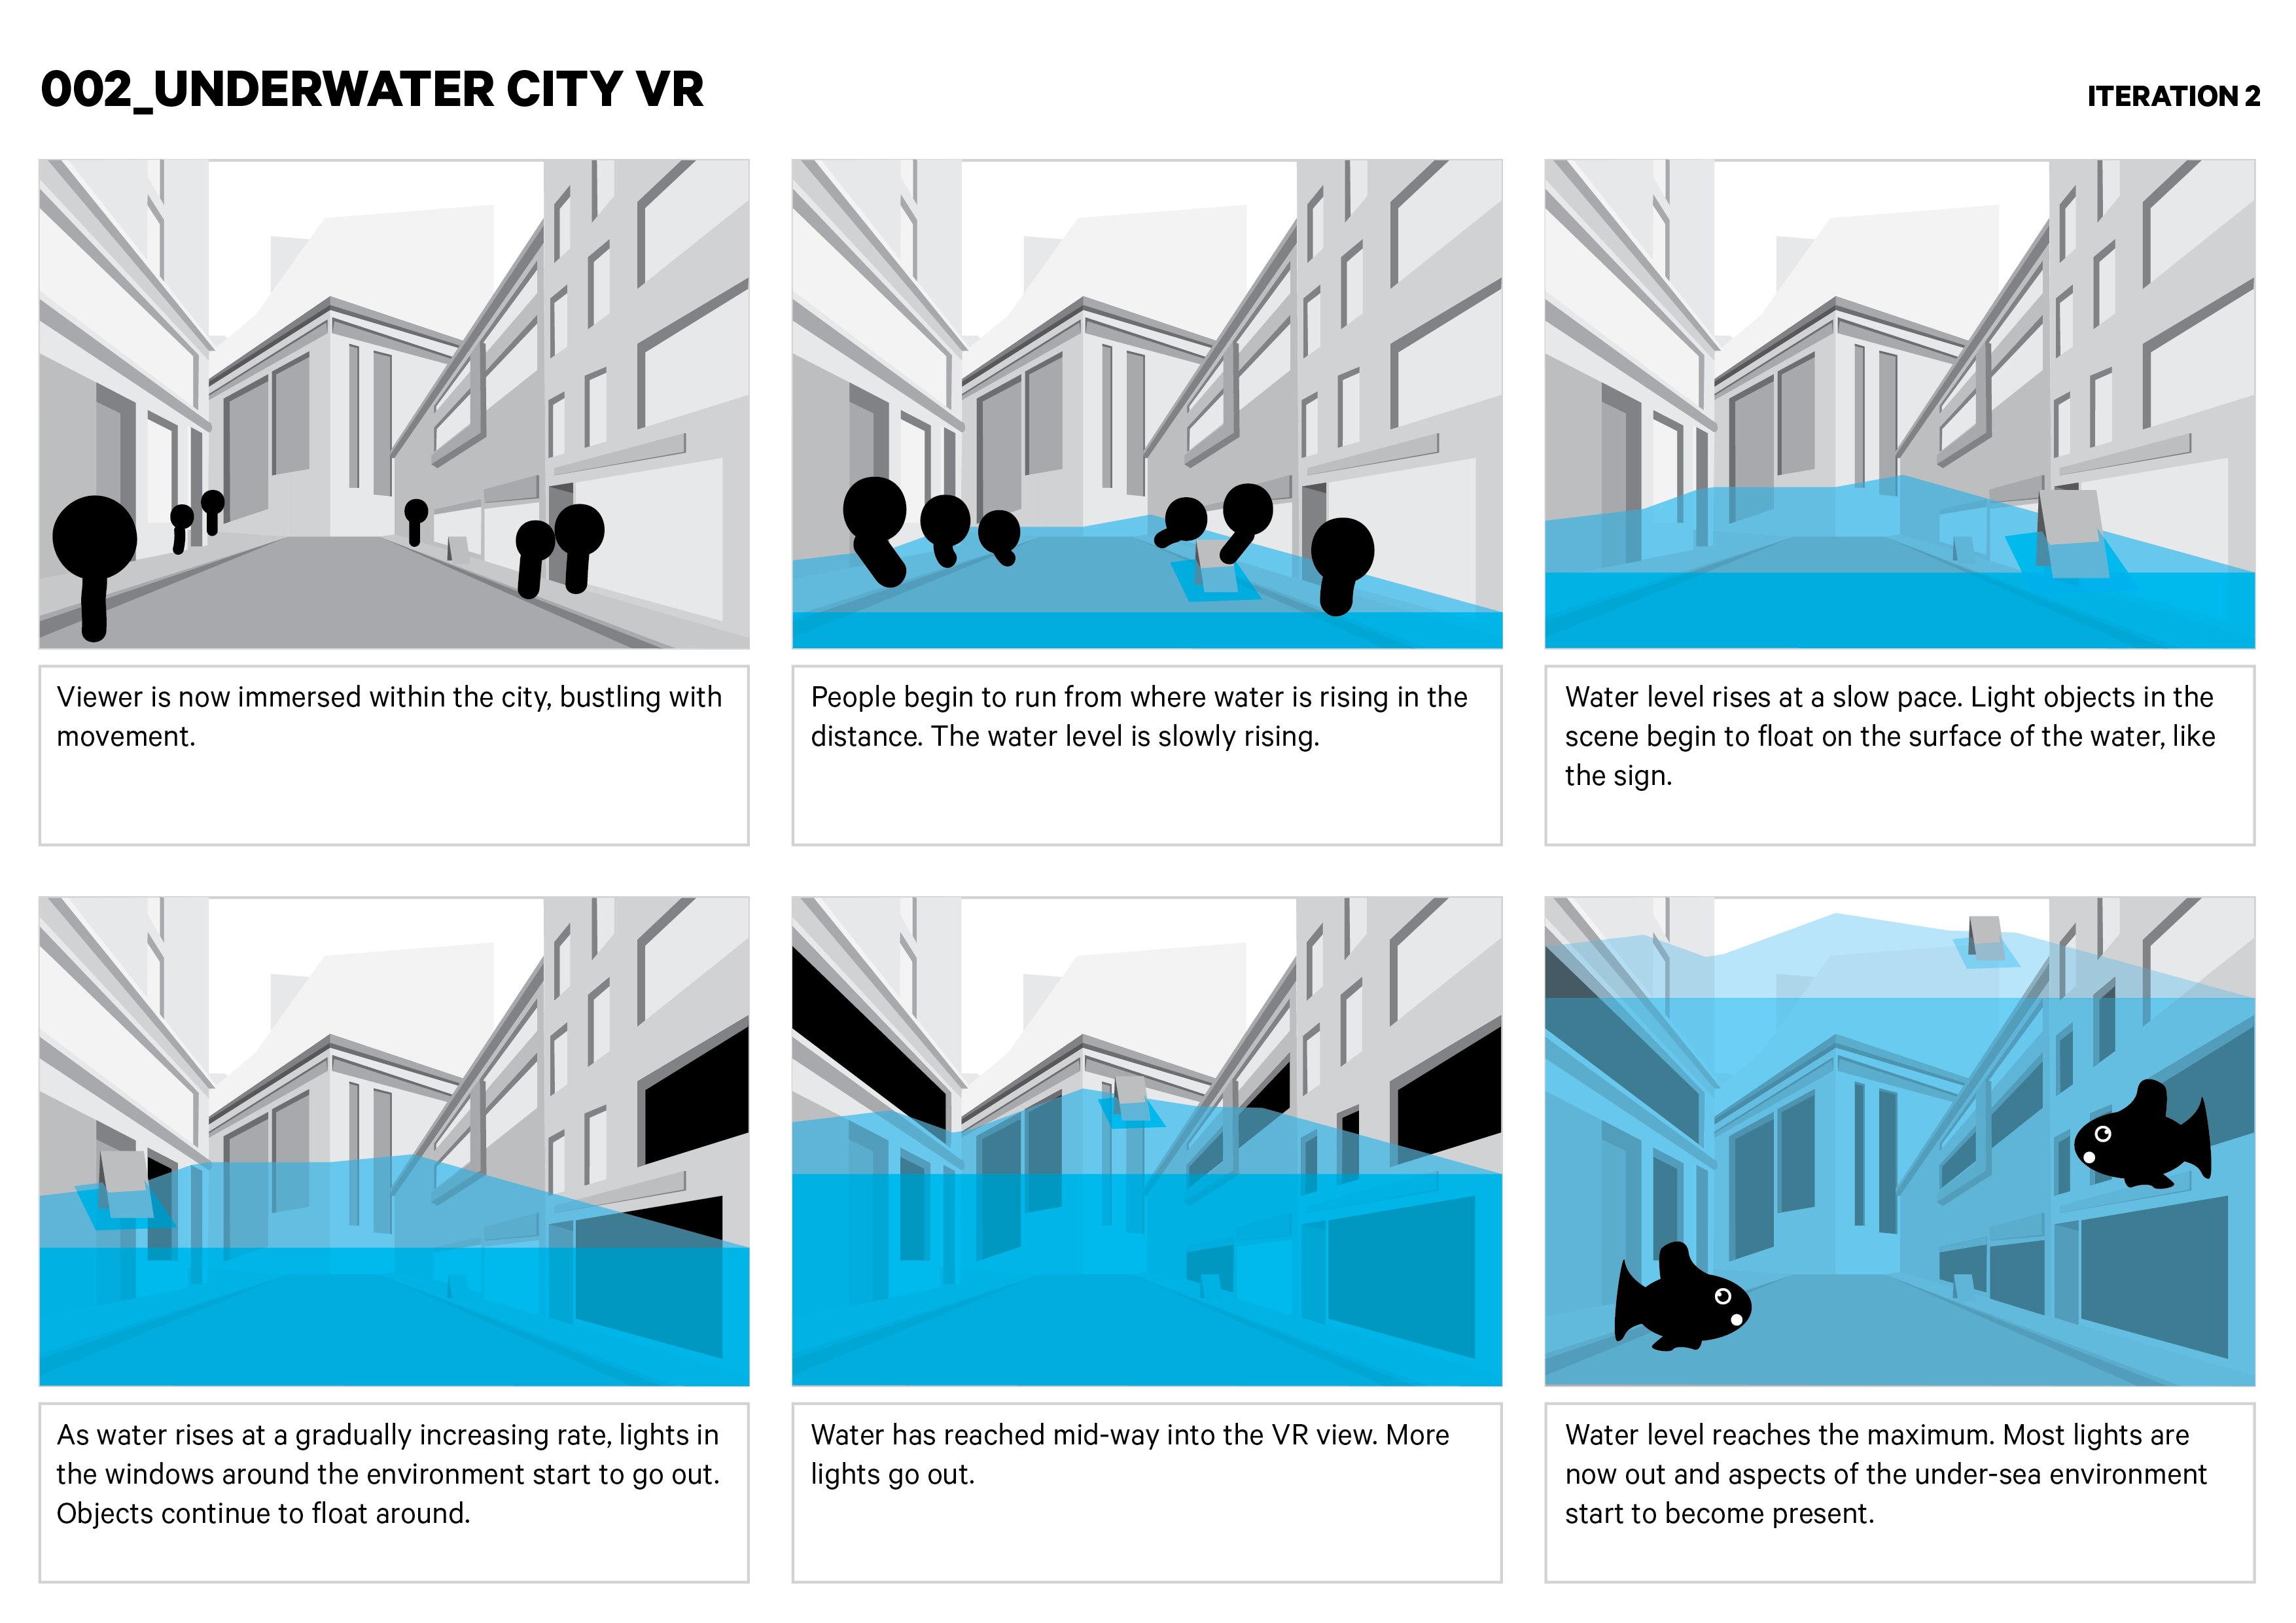 002_UNDERWATER CITY VR
ITERATION 2
Viewer is now immersed within the city, bustling with
movement.
People begin to run from where water is rising in the
distance. The water level is slowly rising.
Water level rises at a slow pace. Light objects in the
scene begin to float on the surface of the water, like
the sign.
As water rises at a gradually increasing rate, lights in
the windows around the environment start to go out.
Objects continue to float around.
Water has reached mid-way into the VR view. More
lights go out.
Water level reaches the maximum. Most lights are
now out and aspects of the under-sea environment
start to become present.